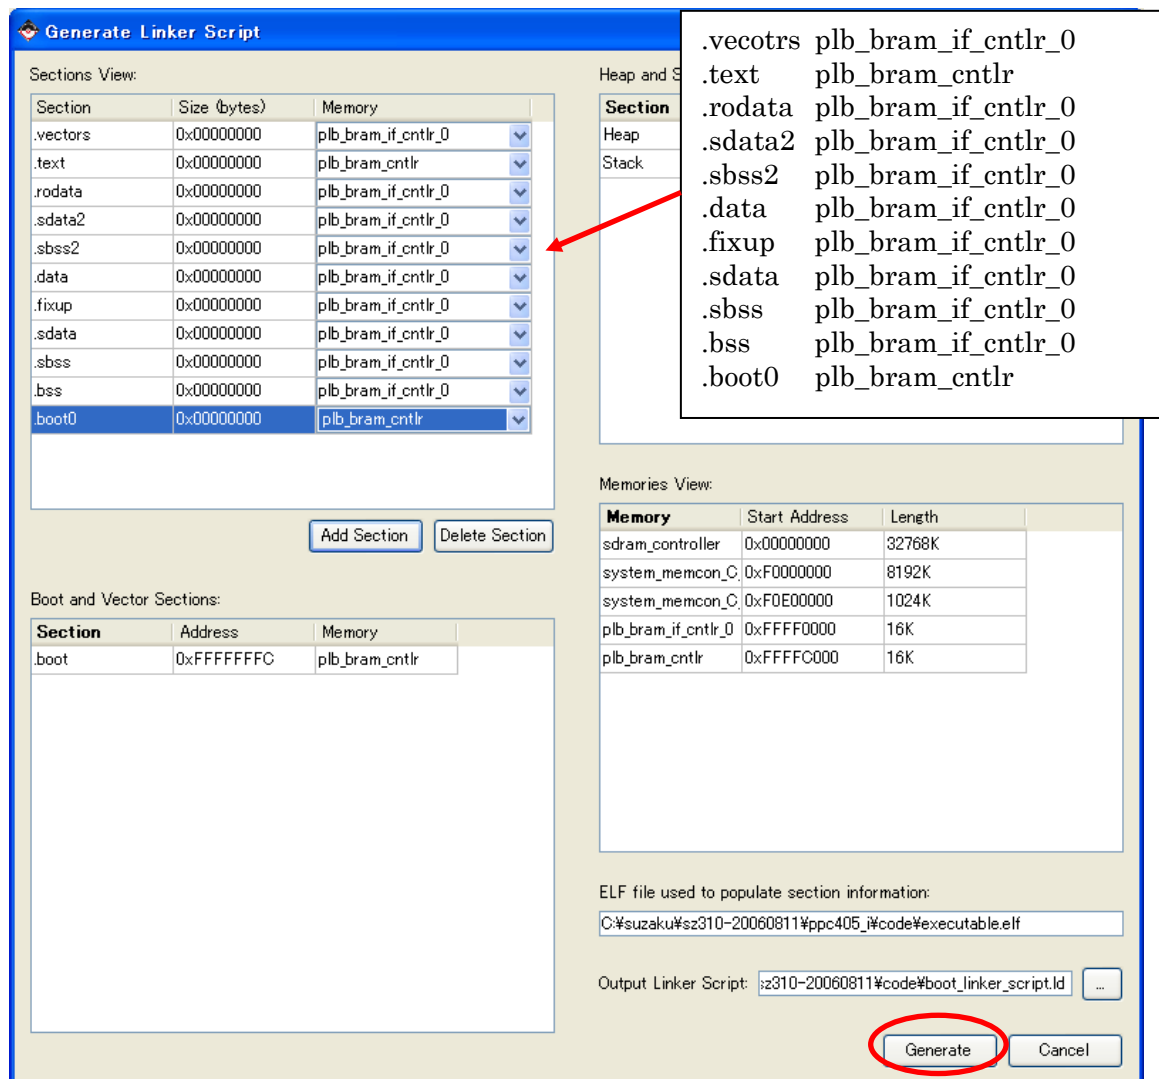 Generate Linker Script
Sections View:
Section Size (bytes) Memory
.vectors 0x00000000 plb_bram_if_cntlr_0
.text 0x00000000 plb_bram_cntlr
.rodata 0x00000000 plb_bram_if_cntlr_0
.sdata2 0x00000000 plb_bram_if_cntlr_0
.sbss2 0x00000000 plb_bram_if_cntlr_0
.data 0x00000000 plb_bram_if_cntlr_0
.fixup 0x00000000 plb_bram_if_cntlr_0
.sdata 0x00000000 plb_bram_if_cntlr_0
.sbss 0x00000000 plb_bram_if_cntlr_0
.bss 0x00000000 plb_bram_if_cntlr_0
.boot0 0x00000000 plb_bram_cntlr
Add Section Delete Section
Boot and Vector Sections:
Section Address Memory
.boot 0xFFFFFFFC plb_bram_cntlr
Heap and S
Section
Heap
Stack
.vecotrs plb_bram_if_cntlr_0
.text plb_bram_cntlr
.rodata plb_bram_if_cntlr_0
.sdata2 plb_bram_if_cntlr_0
.sbss2 plb_bram_if_cntlr_0
.data plb_bram_if_cntlr_0
.fixup plb_bram_if_cntlr_0
.sdata plb_bram_if_cntlr_0
.sbss plb_bram_if_cntlr_0
.bss plb_bram_if_cntlr_0
.boot0 plb_bram_cntlr
Memories View:
Memory Start Address Length
sdram_controller 0x00000000 32768K
system_memcon_C 0xF0000000 8192K
system_memcon_C 0xF0E00000 1024K
plb_bram_if_cntlr_0 0xFFFF0000 16K
plb_bram_cntlr 0xFFFFC000 16K
ELF file used to populate section information:
C:¥suzaku¥sz310-20060811¥ppc405_i¥code¥executable.elf
Output Linker Script: sz310-20060811¥code¥boot_linker_script.ld ...
Generate Cancel